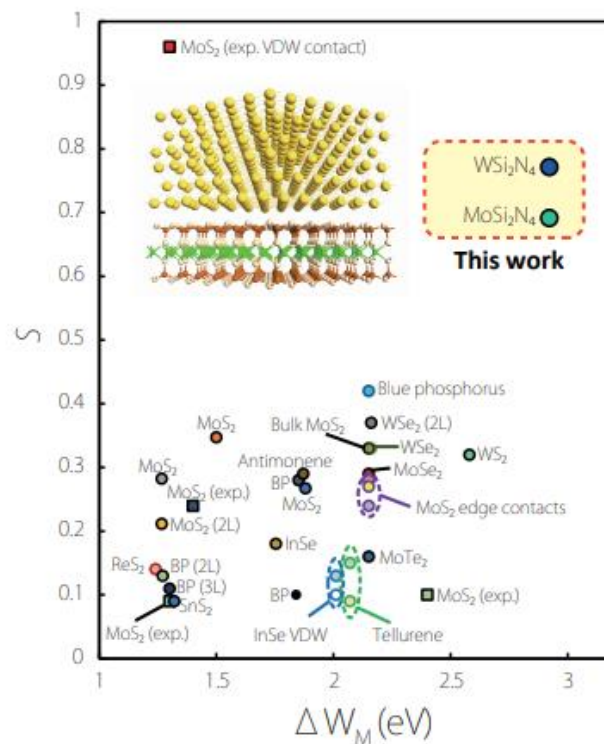 1
MoS₂ (exp. VDW contact)
0.9
0.8
WSi₂N₄
0.7
MoSi₂N₄
This work
0.6
S
0.5
Blue phosphorus
0.4
Bulk MoS₂
WSe₂ (2L)
MoS₂
WSe₂
WS₂
0.3
Antimonene
MoSe₂
MoS₂
BP
MoS₂ (exp.)
MoS₂
MoS₂ edge contacts
0.2
MoS₂ (2L)
InSe
ReS₂
BP (2L)
MoTe₂
BP (3L)
0.1
SnS₂
BP
MoS₂ (exp.)
MoS₂ (exp.)
InSe VDW
Tellurene
0
1
1.5
2
2.5
3
Δ W_M (eV)